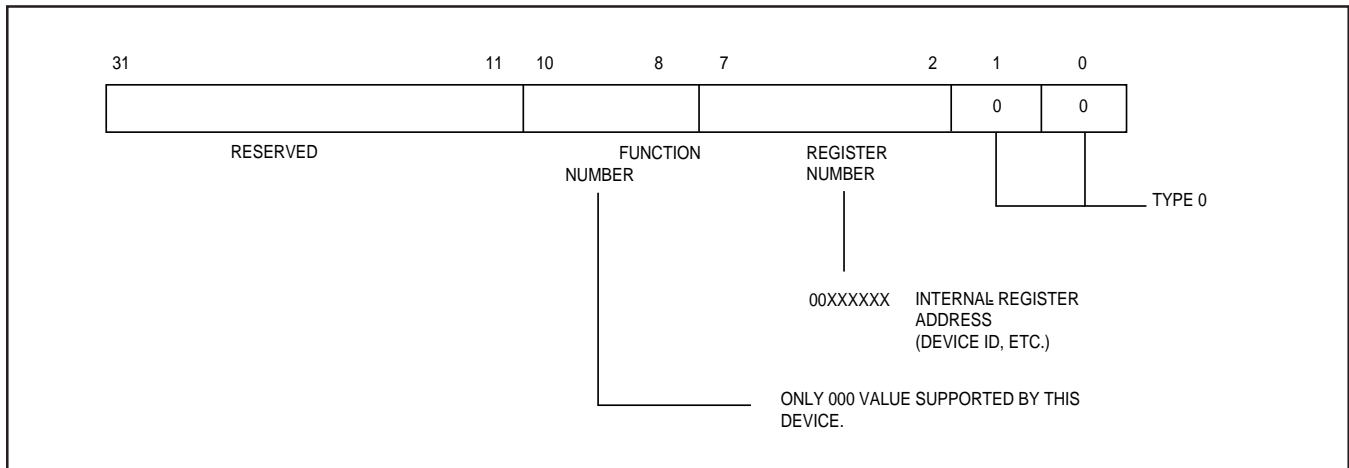 31 11 10 8 7 2 1 0
0 0
RESERVED
FUNCTION
NUMBER
REGISTER
NUMBER
TYPE 0
00XXXXXX
INTERNAL REGISTER
ADDRESS
(DEVICE ID, ETC.)
ONLY 000 VALUE SUPPORTED BY THIS
DEVICE.